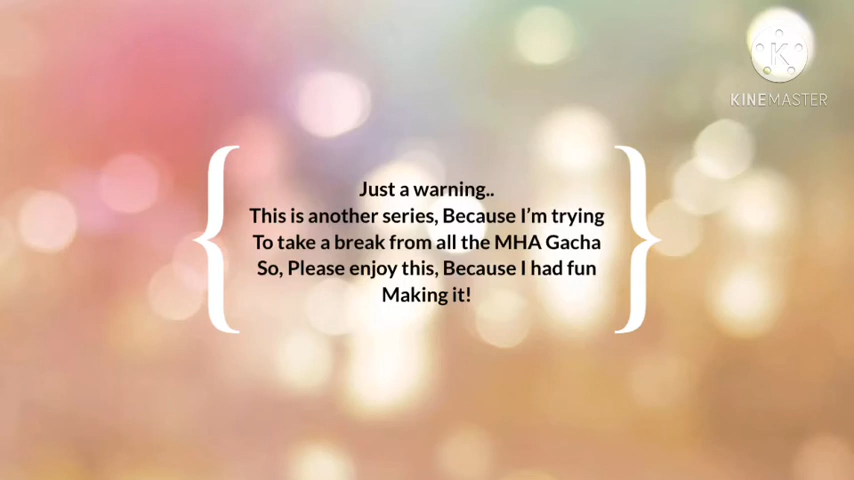 KINEMASTER
Just a warning..
This is another series, Because I'm trying
To take a break from all the MHA Gacha
So, Please enjoy this, Because I had fun
Making it!